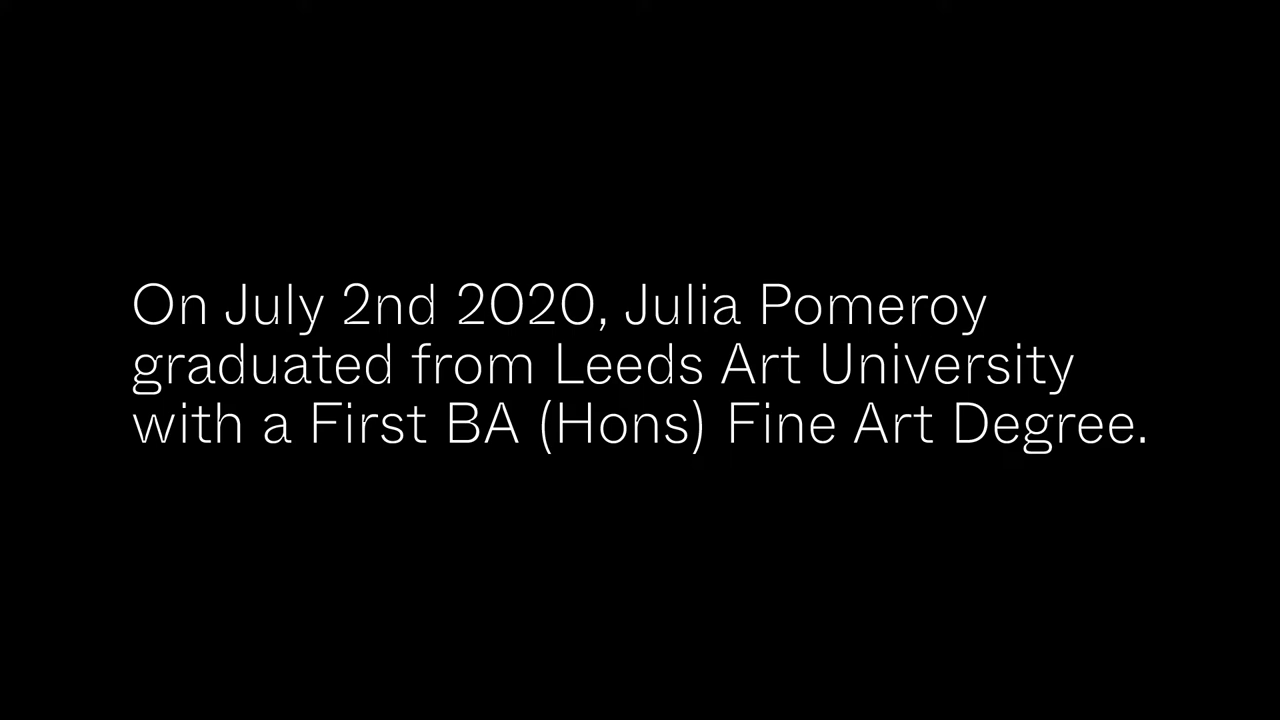 On July 2nd 2020, Julia Pomeroy
graduated from Leeds Art University
with a First BA (Hons) Fine Art Degree.